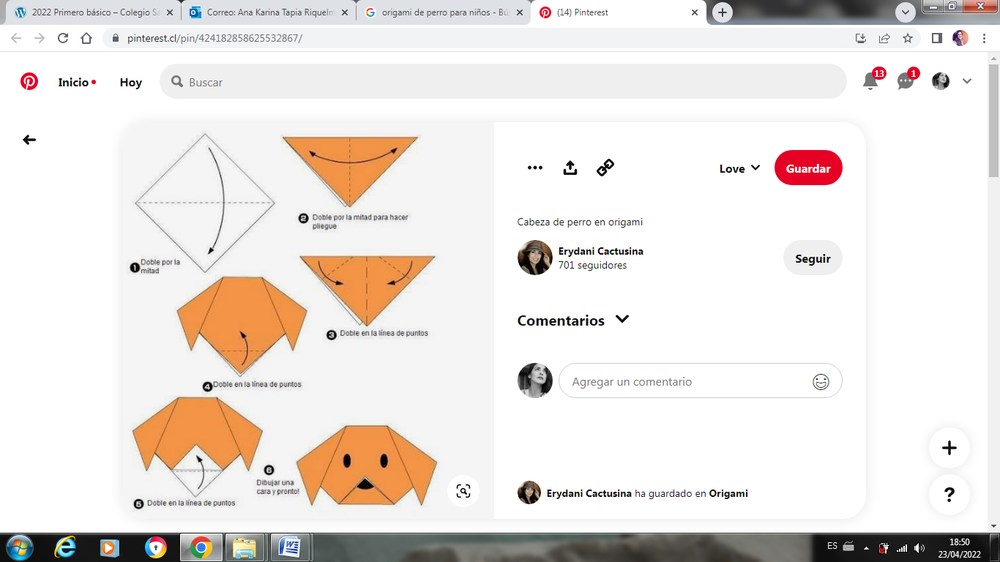 2022 Primero básico – Colegio Sa
Correo: Ana Karina Tapia Riquelm
origami de perro para niños - Bús
(14) Pinterest
pinterest.cl/pin/424182858625532867/
Inicio
Hoy
Buscar
13
1
2 Doble por la mitad para hacer
pliegue
1 Doble por la
mitad
3 Doble en la línea de puntos
4 Doble en la línea de puntos
6
Dibujar una
cara y pronto!
5 Doble en la línea de puntos
Love
Guardar
Cabeza de perro en origami
Erydani Cactusina
701 seguidores
Seguir
Comentarios
Agregar un comentario
Erydani Cactusina ha guardado en Origami
?
ES
18:50
23/04/2022